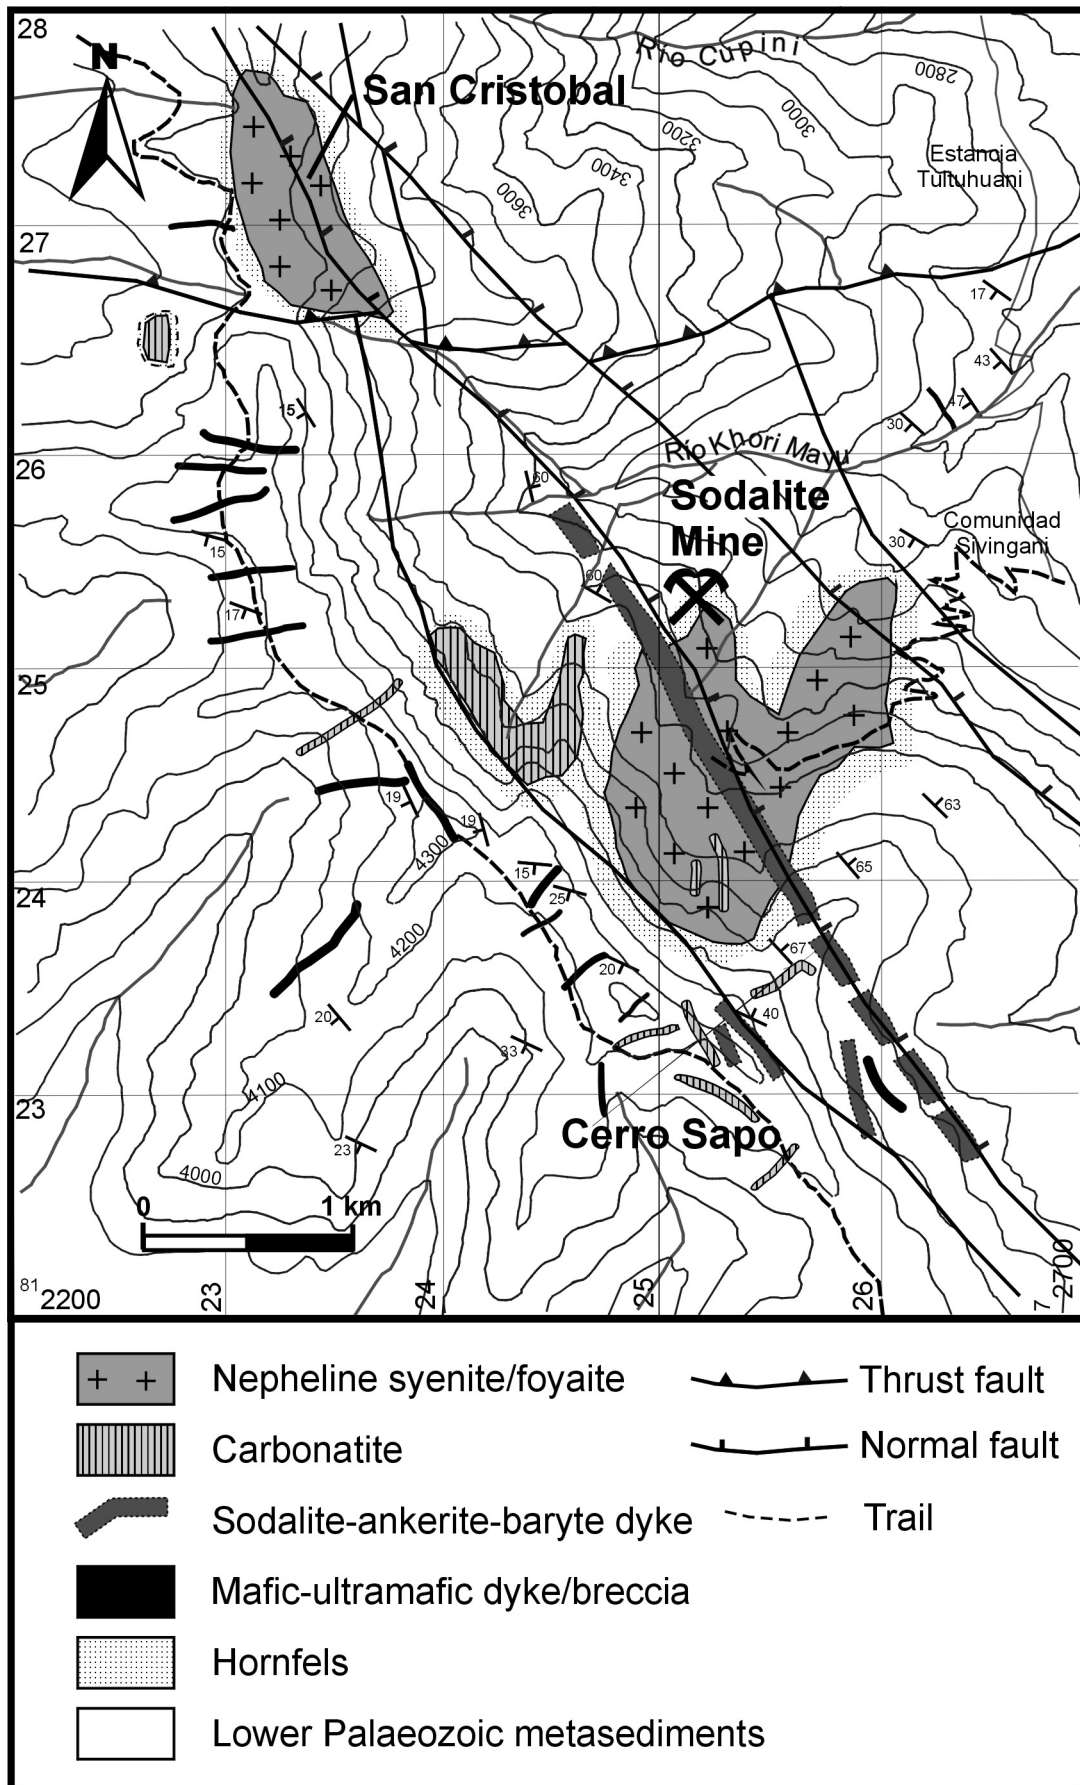 28
N
Río Cupini
2800
San Cristobal
3000
3200
3400
3600
Estancia
Tuituhuani
27
17
43
47
30
15
26
Río Khori Mayu
60
Sodalite
Mine
Comunidad
Sivingani
15
30
60
17
25
19
19
63
4300
65
15
25
24
4200
67
20
20
40
33
4100
23
Cerro Sapo
23
4000
0 1 km
81 2200
23
24
25
26
7 2700
Nepheline syenite/foyaite
Thrust fault
Carbonatite
Normal fault
Sodalite-ankerite-baryte dyke
Trail
Mafic-ultramafic dyke/breccia
Hornfels
Lower Palaeozoic metasediments